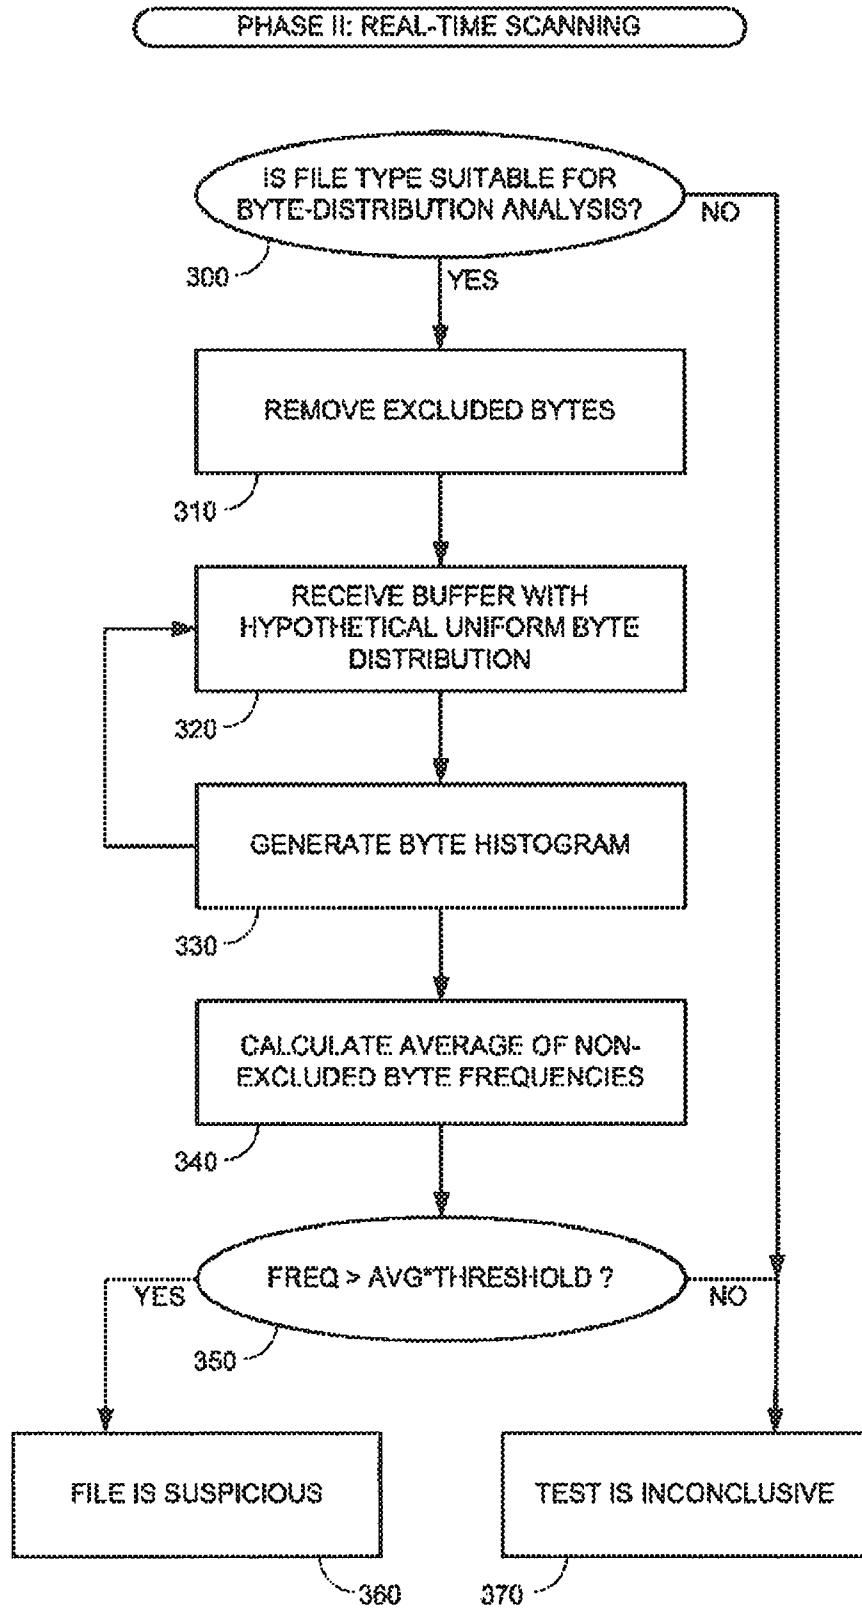 PHASE II: REAL-TIME SCANNING
IS FILE TYPE SUITABLE FOR
BYTE-DISTRIBUTION ANALYSIS?
NO
300
YES
REMOVE EXCLUDED BYTES
310
RECEIVE BUFFER WITH
HYPOTHETICAL UNIFORM BYTE
DISTRIBUTION
320
GENERATE BYTE HISTOGRAM
330
CALCULATE AVERAGE OF NON-
EXCLUDED BYTE FREQUENCIES
340
FREQ > AVG*THRESHOLD ?
YES
NO
350
FILE IS SUSPICIOUS
TEST IS INCONCLUSIVE
360
370